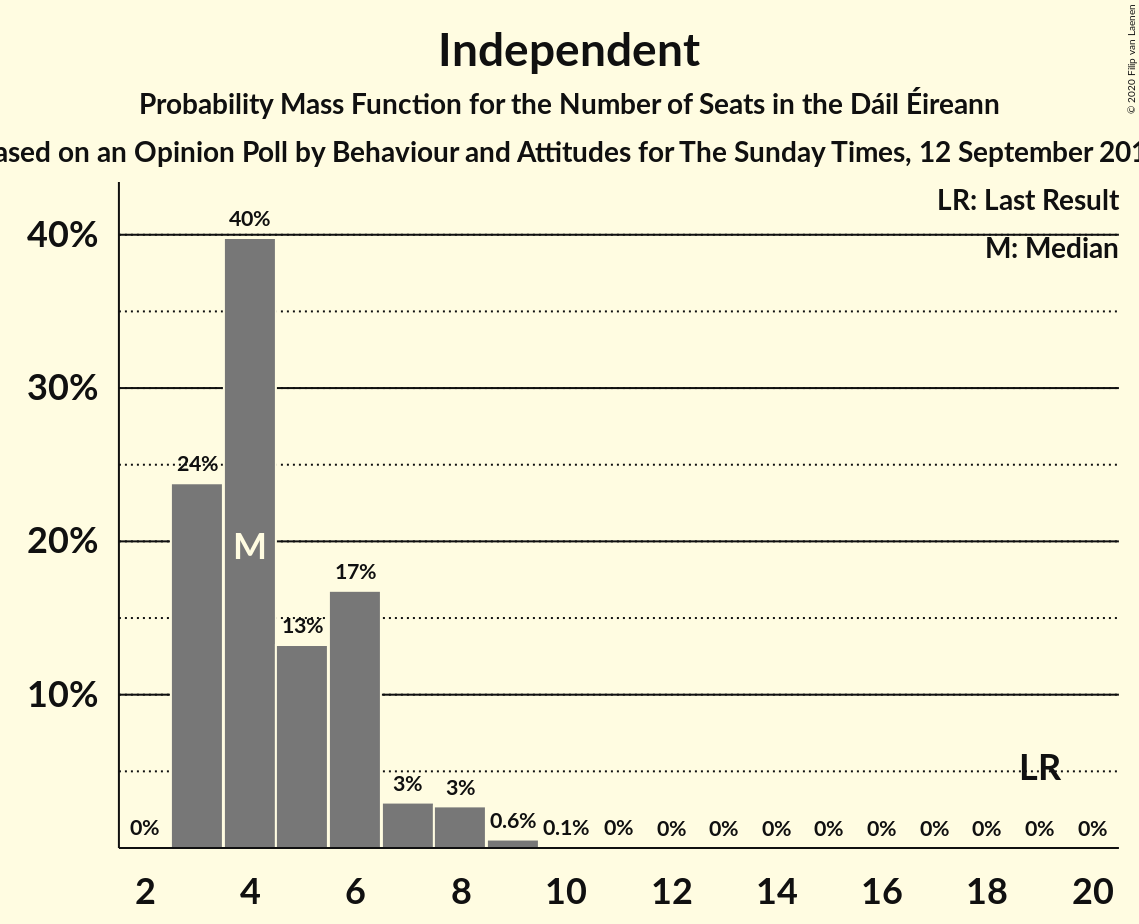 Independent
Probability Mass Function for the Number of Seats in the Dáil Éireann
ased on an Opinion Poll by Behaviour and Attitudes for The Sunday Times, 12 September 201
© 2020 Filip van Laenen
LR: Last Result
M: Median
40%
30%
20%
10%
0%
24%
40%
13%
17%
3%
3%
0.6%
0.1%
0%
0%
0%
0%
0%
0%
0%
0%
0%
0%
M
LR
2 4 6 8 10 12 14 16 18 20